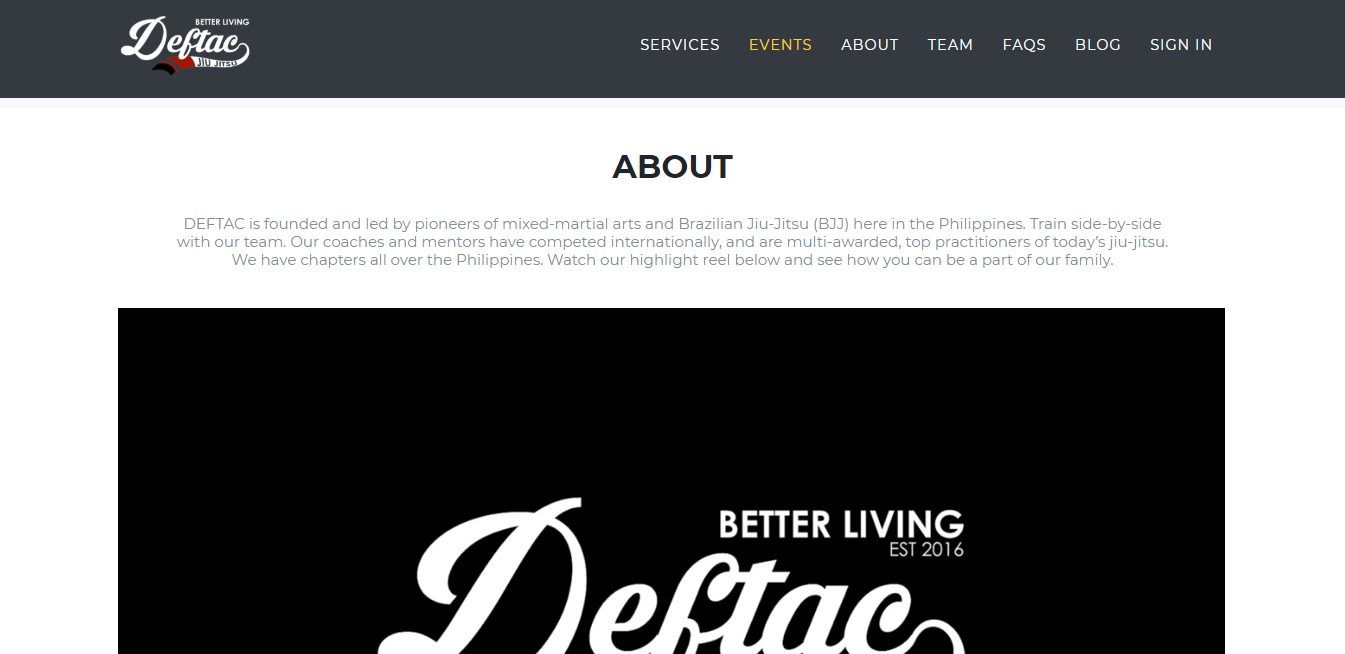 BETTER LIVING
Deftac
JIU JITSU
SERVICES EVENTS ABOUT TEAM FAQS BLOG SIGN IN
ABOUT
DEFTAC is founded and led by pioneers of mixed-martial arts and Brazilian Jiu-Jitsu (BJJ) here in the Philippines. Train side-by-side
with our team. Our coaches and mentors have competed internationally, and are multi-awarded, top practitioners of today’s jiu-jitsu.
We have chapters all over the Philippines. Watch our highlight reel below and see how you can be a part of our family.
BETTER LIVING
EST 2016
Deftac